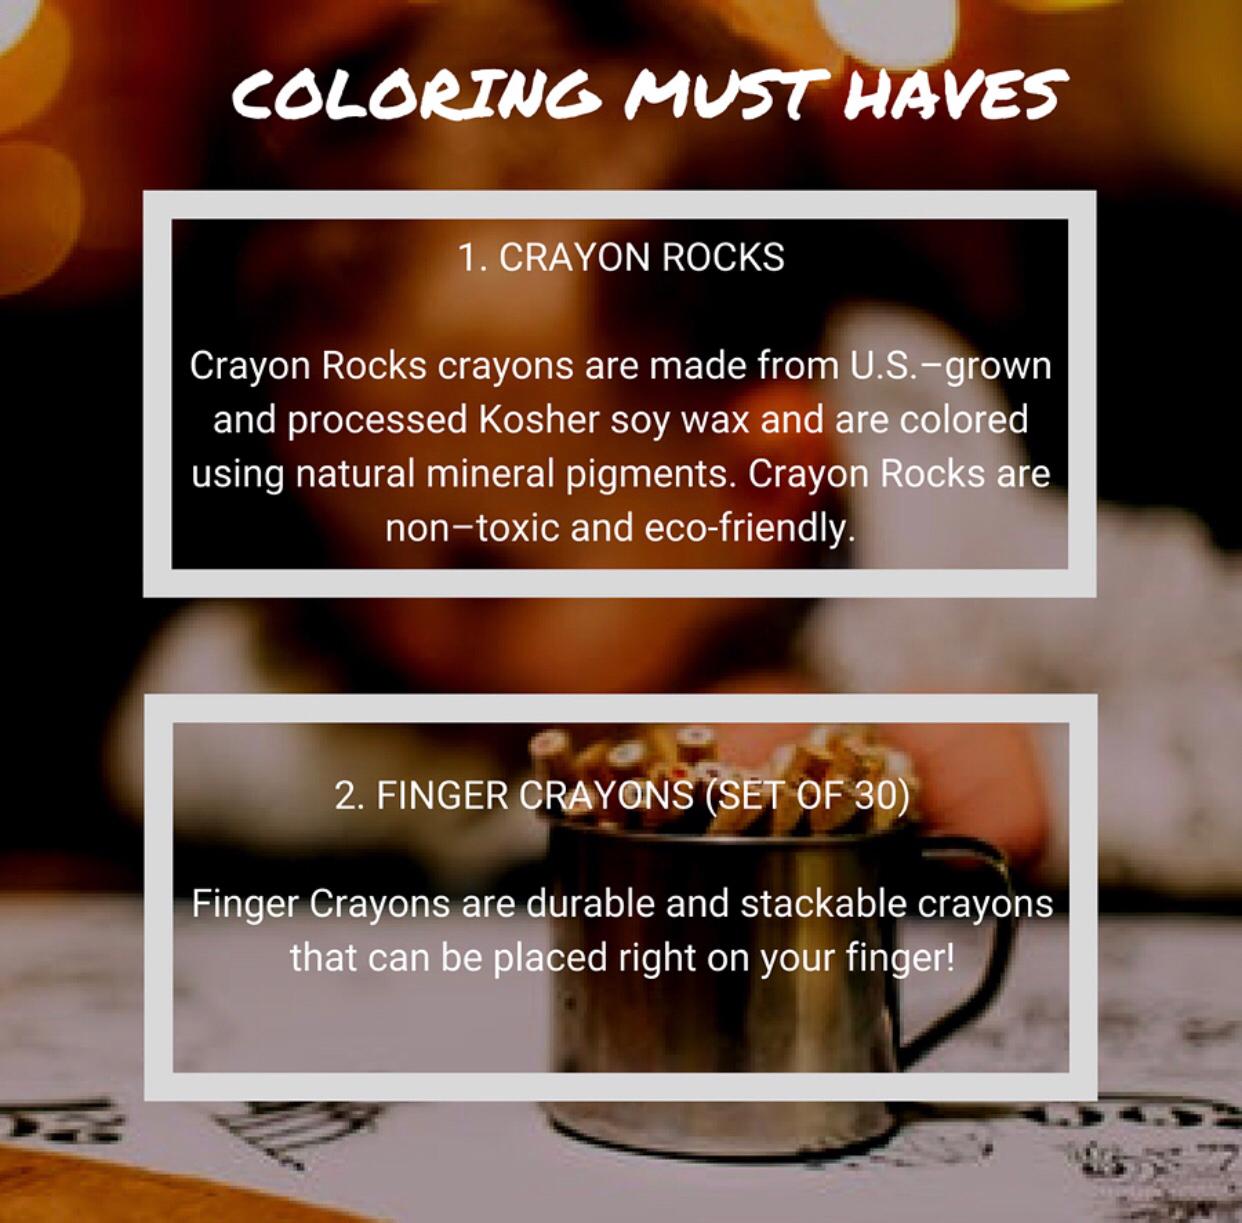 COLORING MUST HAVES
1. CRAYON ROCKS
Crayon Rocks crayons are made from U.S.–grown
and processed Kosher soy wax and are colored
using natural mineral pigments. Crayon Rocks are
non–toxic and eco-friendly.
2. FINGER CRAYONS (SET OF 30)
Finger Crayons are durable and stackable crayons
that can be placed right on your finger!